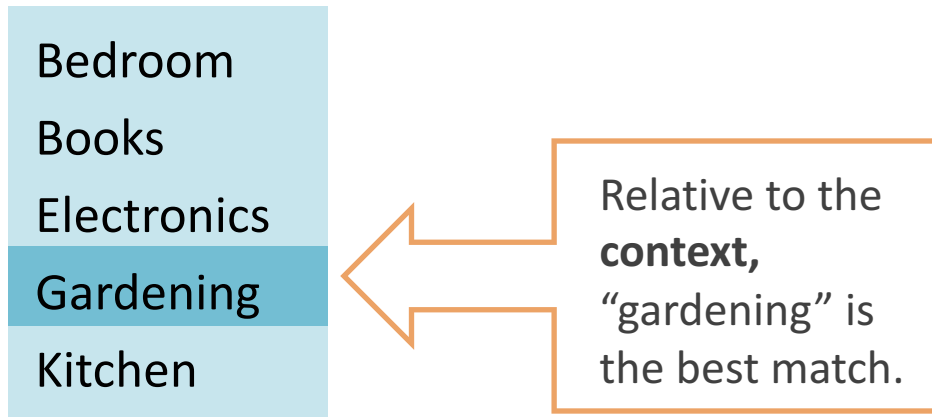 Bedroom
Books
Electronics
Gardening
Kitchen
Relative to the
context,
“gardening” is
the best match.